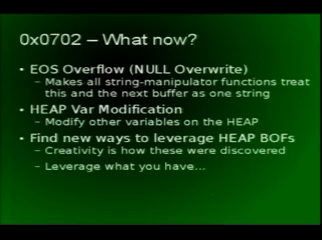 0x0702 – What now?
• EOS Overflow (NULL Overwrite)
– Makes all string-manipulator functions treat
this and the next buffer as one string
• HEAP Var Modification
– Modify other variables on the HEAP
• Find new ways to leverage HEAP BOFs
– Creativity is how these were discovered
– Leverage what you have...